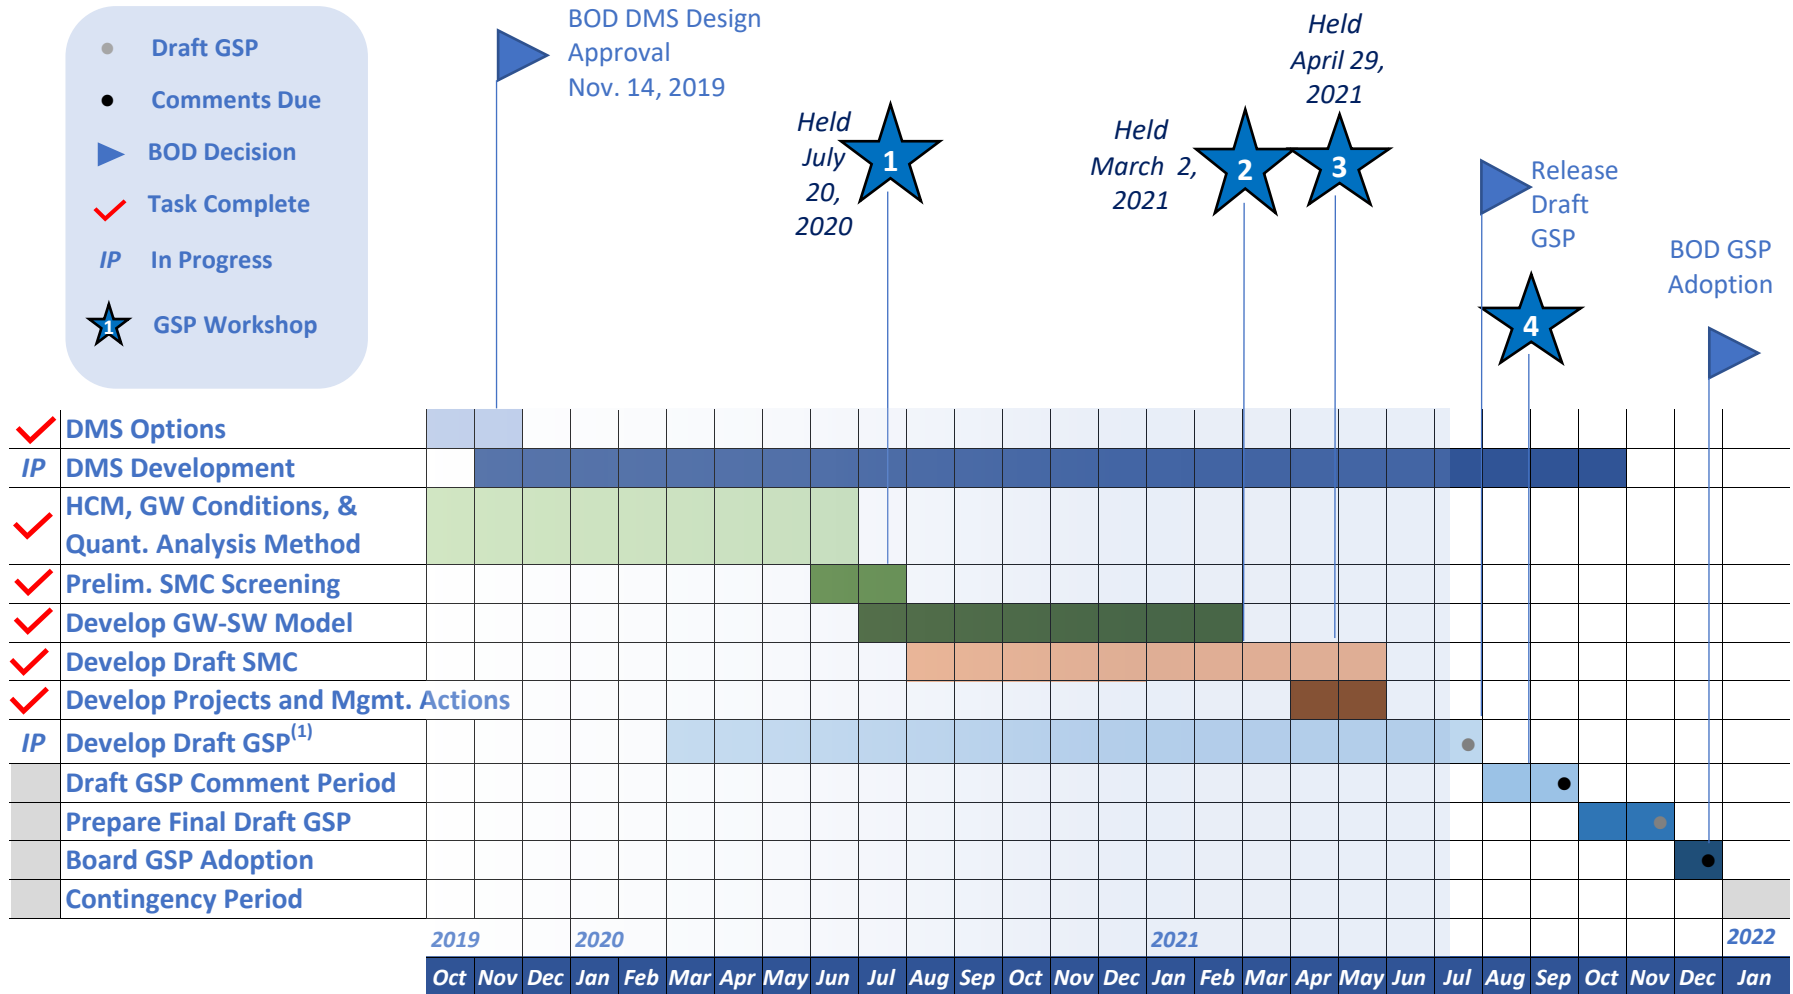 Draft GSP
Comments Due
BOD Decision
Task Complete
IP In Progress
1 GSP Workshop
BOD DMS Design
Approval
Nov. 14, 2019
Held
July
20,
2020
1
Held
March 2,
2021
2
Held
April 29,
2021
3
Release
Draft
GSP
4
BOD GSP
Adoption
DMS Options
IP DMS Development
HCM, GW Conditions, &
Quant. Analysis Method
Prelim. SMC Screening
Develop GW-SW Model
Develop Draft SMC
Develop Projects and Mgmt. Actions
IP Develop Draft GSP(1)
Draft GSP Comment Period
Prepare Final Draft GSP
Board GSP Adoption
Contingency Period
2019 2020 2021 2022
Oct Nov Dec Jan Feb Mar Apr May Jun Jul Aug Sep Oct Nov Dec Jan Feb Mar Apr May Jun Jul Aug Sep Oct Nov Dec Jan